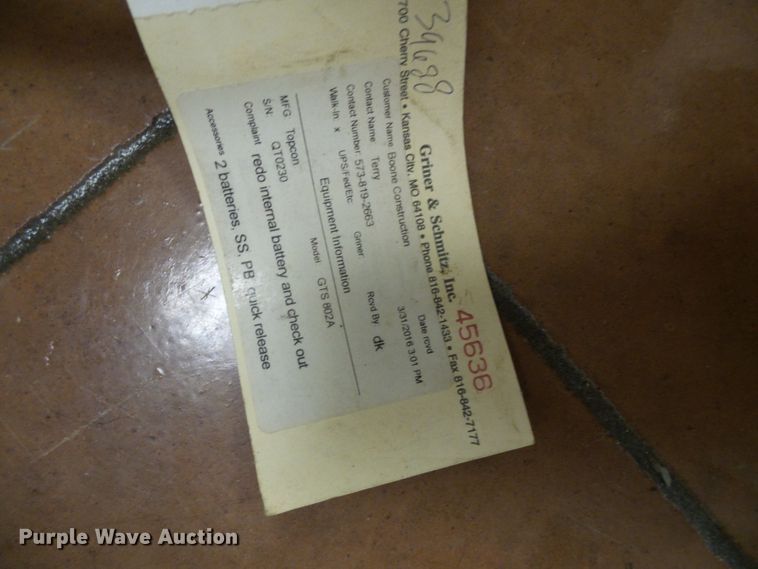 39688
Griner & Schmitz, Inc. 45636
700 Cherry Street • Kansas City, MO 64108 • Phone 816-842-1433 • Fax 816-842-7177
Date rcvd
Customer Name Boone Construction 3/31/2016 3:01 PM
Contact Name Terry
Contact Number: 573-819-2663 Griner: Rcvd By dk
Walk-In x UPS/Fed/Etc
Equipment Information
MFG: Topcon Model GTS 802A
S/N: QT0230
Complaint redo internal battery and check out
Accessories 2 batteries, SS, PB, quick release
Purple Wave Auction